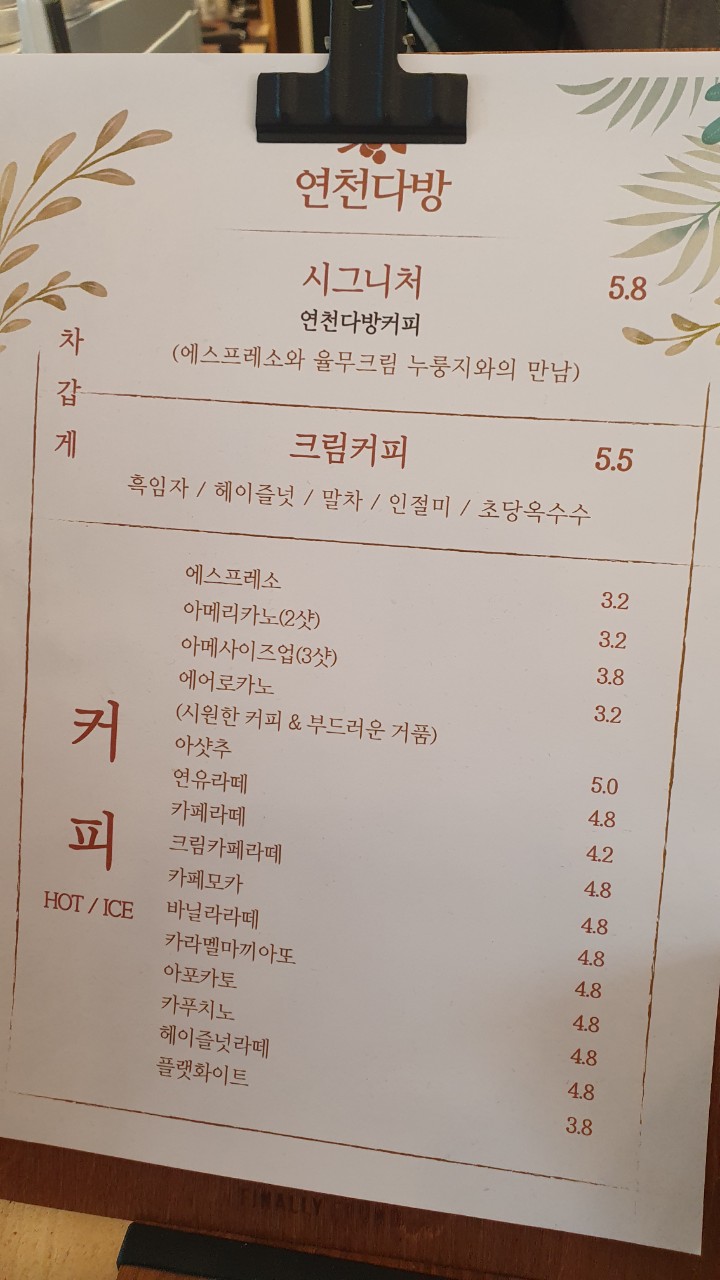 연천다방
시그니처 5.8
연천다방커피
(에스프레소와 율무크림 누룽지와의 만남)
차
갑
게
크림커피 5.5
흑임자 / 헤이즐넛 / 말차 / 인절미 / 초당옥수수
커
피
HOT / ICE
에스프레소 3.2
아메리카노(2샷) 3.2
아메사이즈업(3샷) 3.8
에어로카노 3.2
(시원한 커피 & 부드러운 거품)
아샷추 5.0
연유라떼 4.8
카페라떼 4.2
크림카페라떼 4.8
카페모카 4.8
바닐라라떼 4.8
카라멜마끼아또 4.8
아포카토 4.8
카푸치노 4.8
헤이즐넛라떼 4.8
플랫화이트 3.8
FINALLY